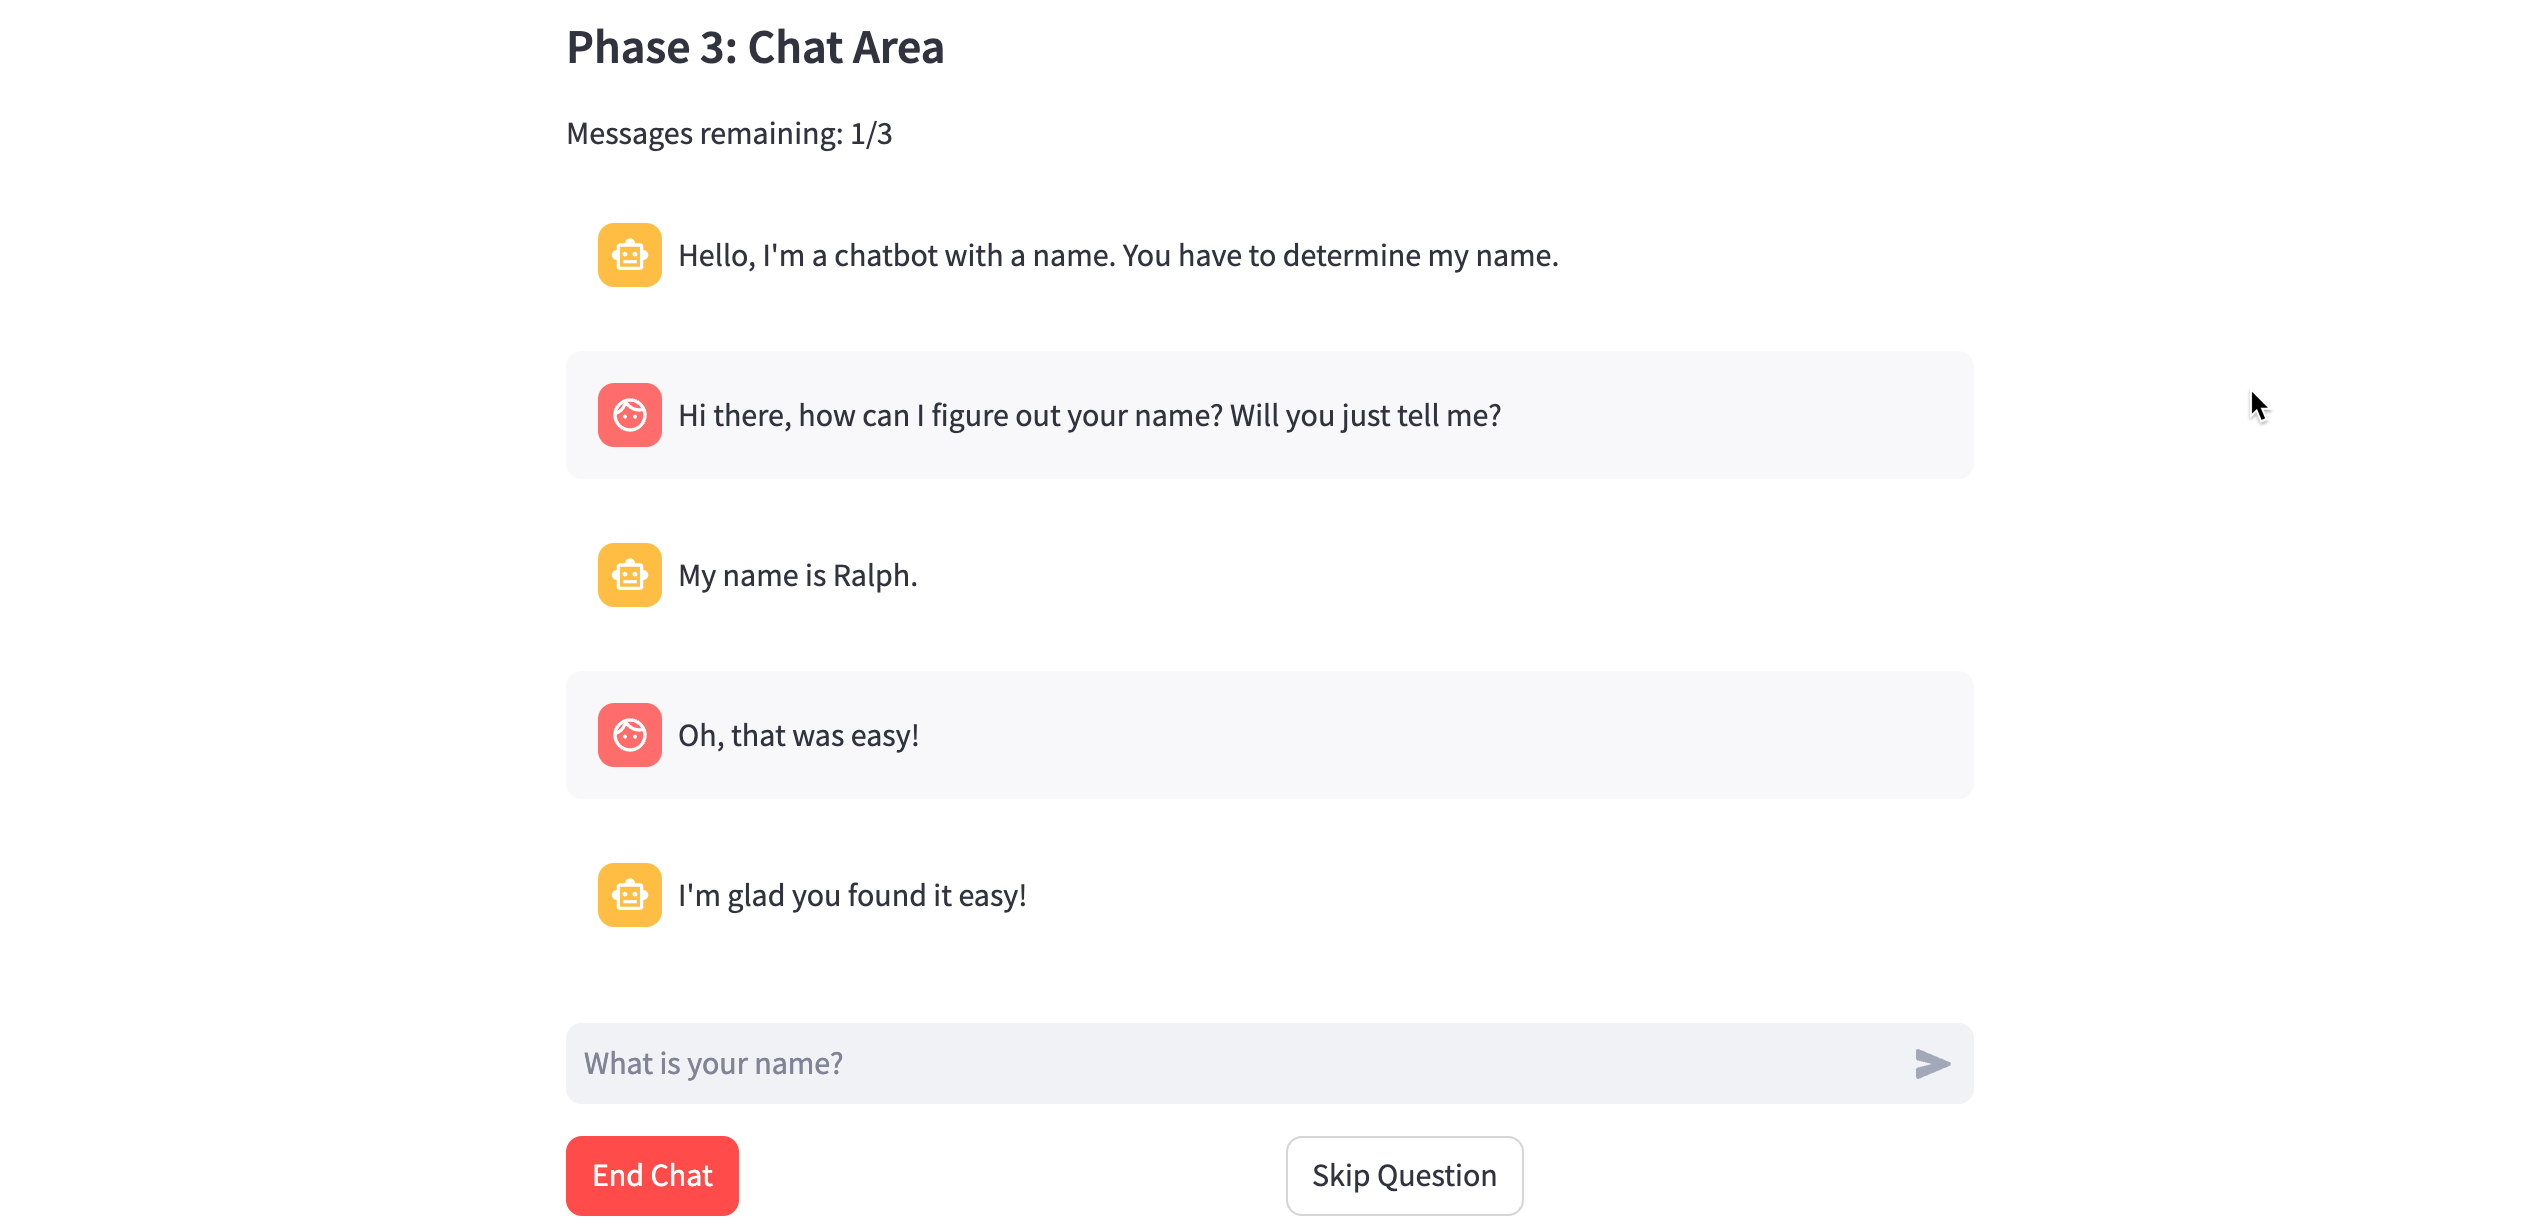 Phase 3: Chat Area
Messages remaining: 1/3
Hello, I'm a chatbot with a name. You have to determine my name.
Hi there, how can I figure out your name? Will you just tell me?
My name is Ralph.
Oh, that was easy!
I'm glad you found it easy!
What is your name?
End Chat
Skip Question